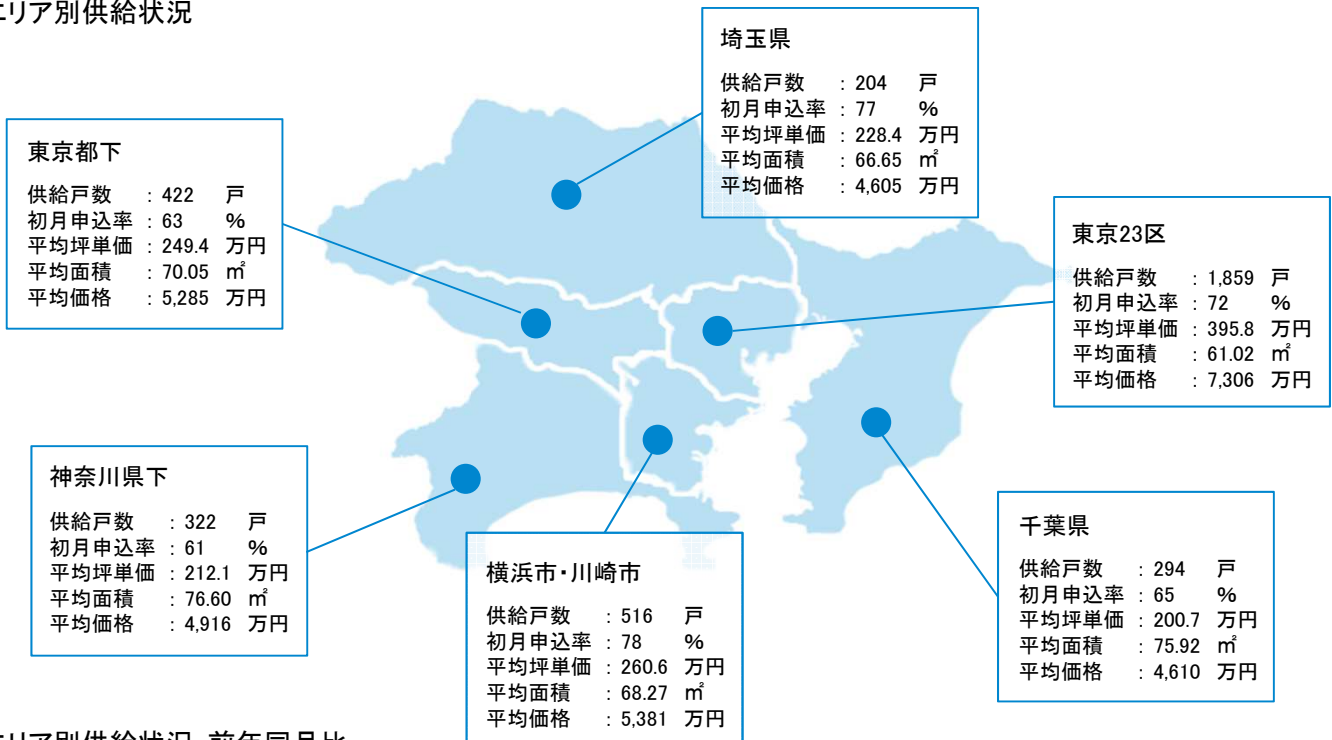 エリア別供給状況
埼玉県
供給戸数 : 204 戸
初月申込率 : 77 %
平均坪単価 : 228.4 万円
平均面積 : 66.65 ㎡
平均価格 : 4,605 万円
東京都下
供給戸数 : 422 戸
初月申込率 : 63 %
平均坪単価 : 249.4 万円
平均面積 : 70.05 ㎡
平均価格 : 5,285 万円
東京23区
供給戸数 : 1,859 戸
初月申込率 : 72 %
平均坪単価 : 395.8 万円
平均面積 : 61.02 ㎡
平均価格 : 7,306 万円
神奈川県下
供給戸数 : 322 戸
初月申込率 : 61 %
平均坪単価 : 212.1 万円
平均面積 : 76.60 ㎡
平均価格 : 4,916 万円
横浜市・川崎市
供給戸数 : 516 戸
初月申込率 : 78 %
平均坪単価 : 260.6 万円
平均面積 : 68.27 ㎡
平均価格 : 5,381 万円
千葉県
供給戸数 : 294 戸
初月申込率 : 65 %
平均坪単価 : 200.7 万円
平均面積 : 75.92 ㎡
平均価格 : 4,610 万円
エリア別供給状況 前年同月比